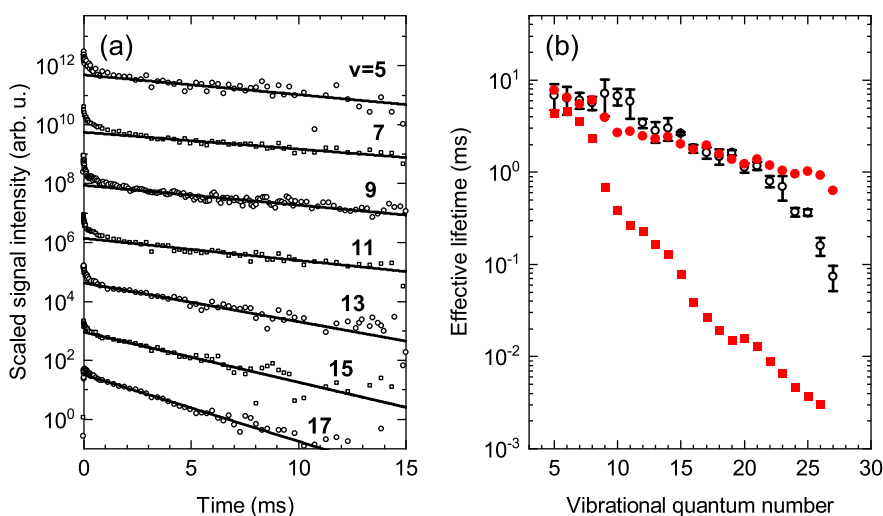 (a)
Scaled signal intensity (arb. u.)
10^12
10^10
10^8
10^6
10^4
10^2
10^0
v=5
7
9
11
13
15
17
0 5 10 15
Time (ms)
(b)
Effective lifetime (ms)
10^1
10^0
10^-1
10^-2
10^-3
0 5 10 15 20 25 30
Vibrational quantum number